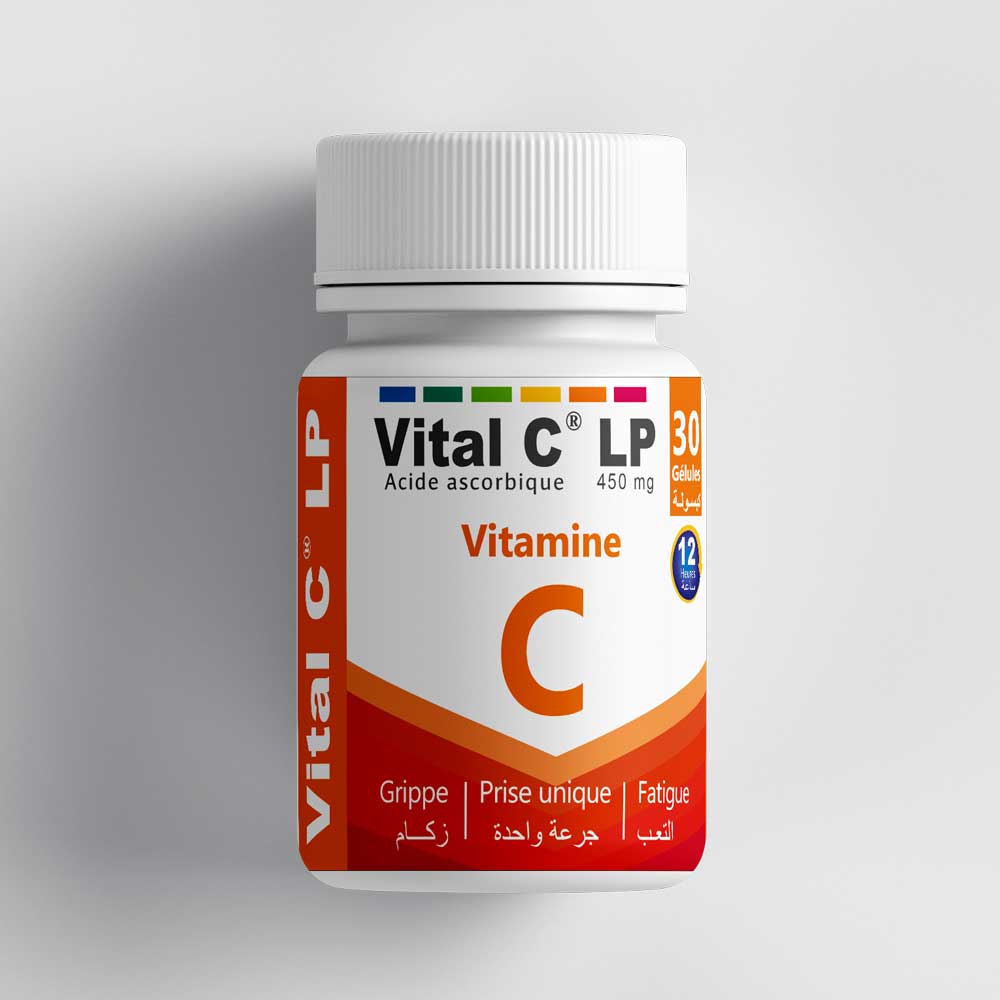 Vital C® LP
Vital C® LP
Acide ascorbique 450 mg
30
Gélules
كبسولة
Vitamine
C
12
Heures
ساعة
Grippe | Prise unique | Fatigue
زكـــام | جرعة واحدة | التعب